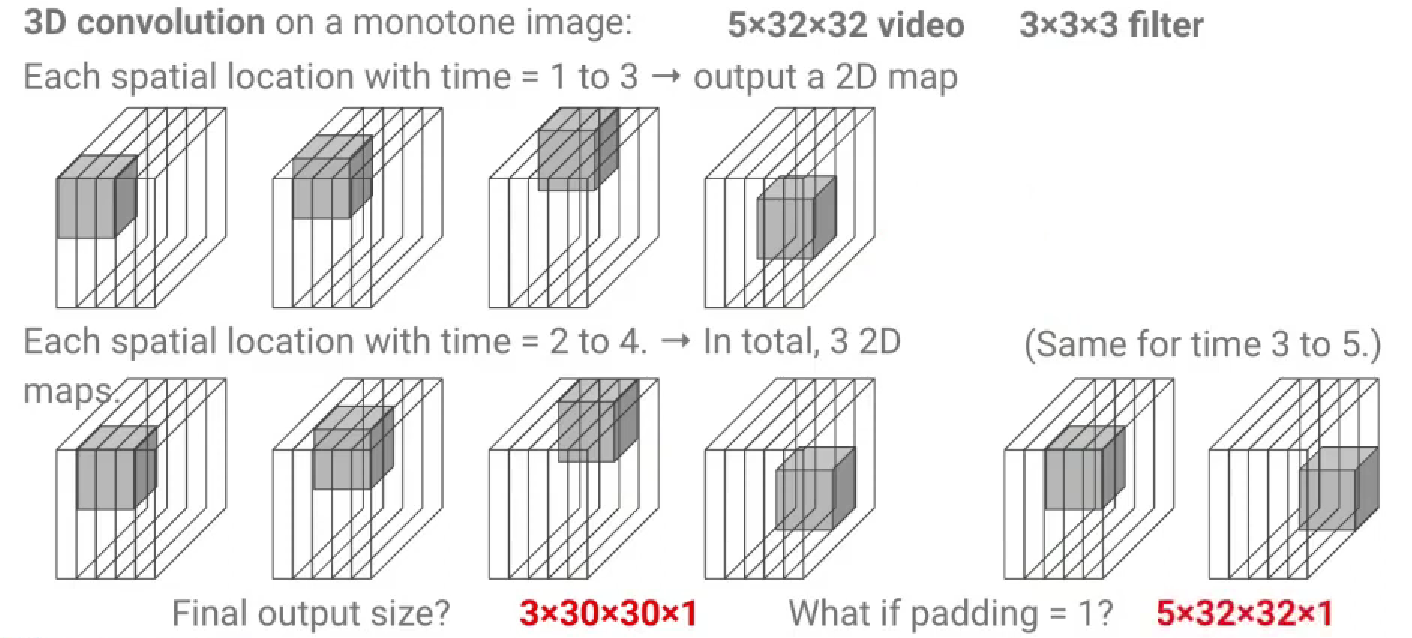 3D convolution on a monotone image: 5×32×32 video 3×3×3 filter
Each spatial location with time = 1 to 3 → output a 2D map
Each spatial location with time = 2 to 4. → In total, 3 2D (Same for time 3 to 5.)
maps.
Final output size? 3×30×30×1 What if padding = 1? 5×32×32×1